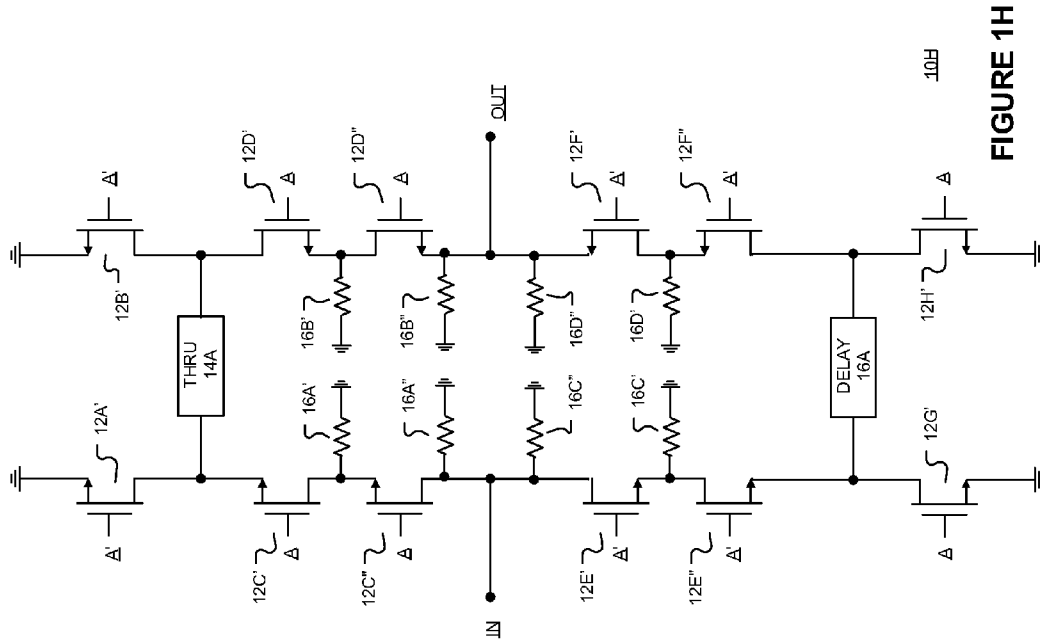 A'
12A'
THRU
14A
12B'
A'
12C'
A
16A'
16B'
12D'
A
12C"
A
16A"
16B"
12D"
A
IN
OUT
12E'
A'
16C"
16D"
12F'
A'
12E"
A'
16C'
16D'
12F"
A'
A
12G'
DELAY
16A
12H'
A
10H
FIGURE 1H